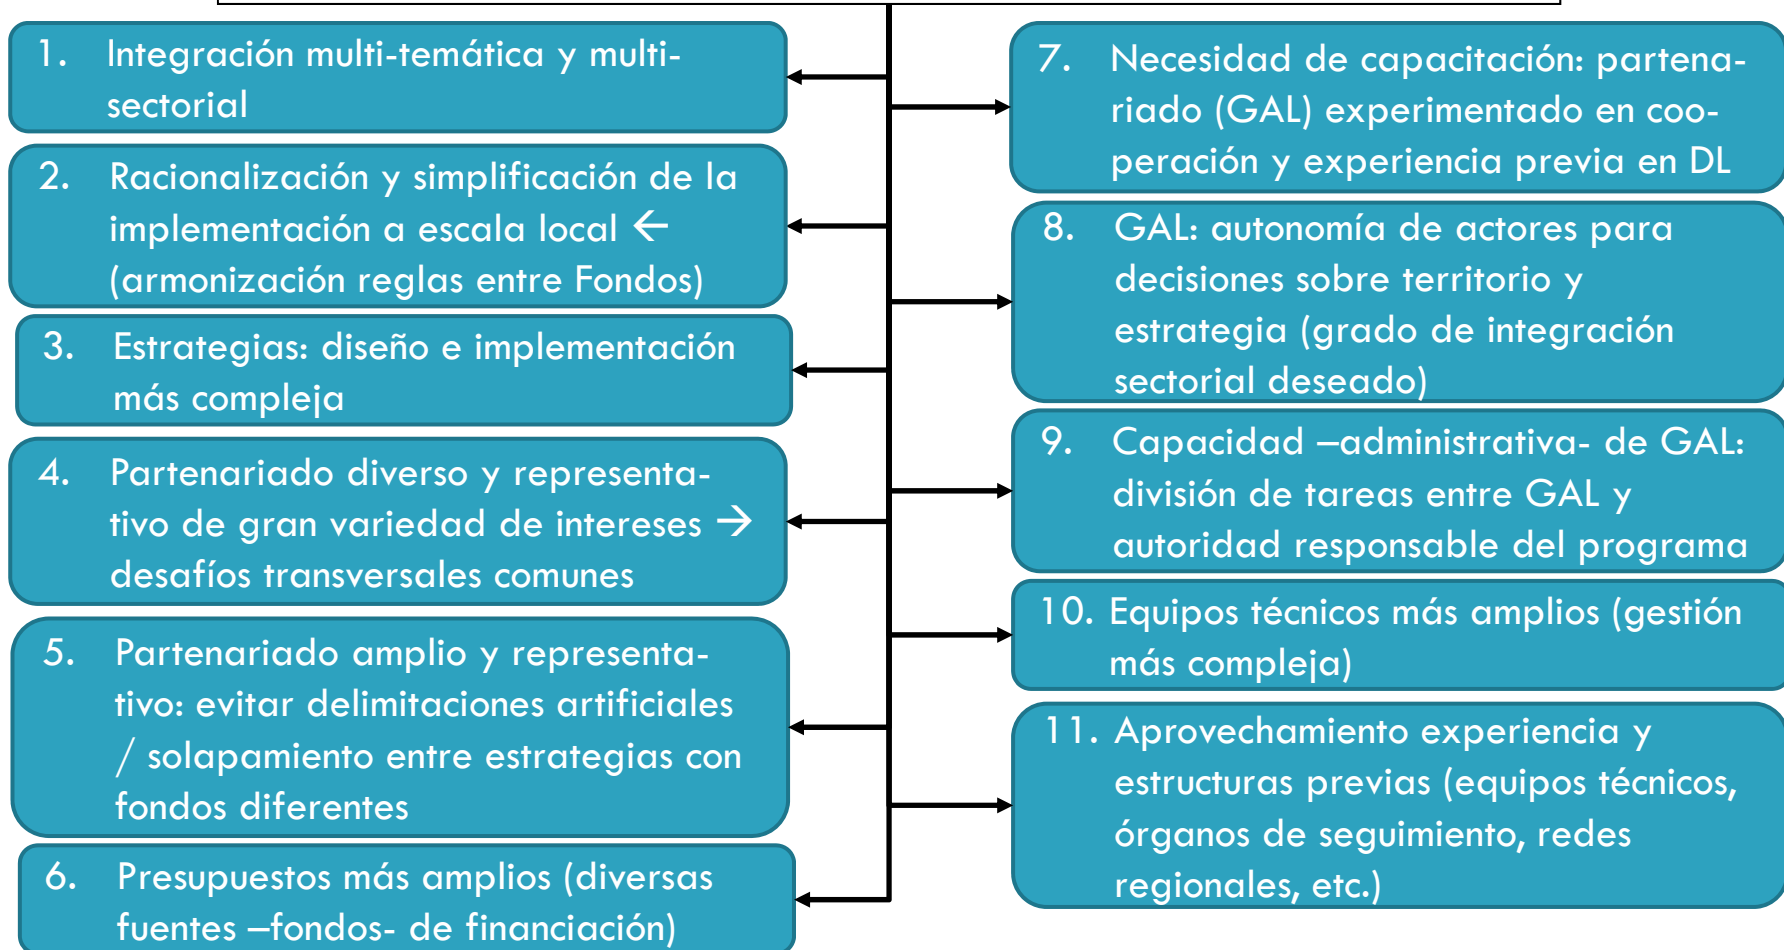 1. Integración multi-temática y multi-
sectorial
2. Racionalización y simplificación de la
implementación a escala local ←
(armonización reglas entre Fondos)
3. Estrategias: diseño e implementación
más compleja
4. Partenariado diverso y representa-
tivo de gran variedad de intereses →
desafíos transversales comunes
5. Partenariado amplio y representa-
tivo: evitar delimitaciones artificiales
/ solapamiento entre estrategias con
fondos diferentes
6. Presupuestos más amplios (diversas
fuentes –fondos- de financiación)
7. Necesidad de capacitación: partena-
riado (GAL) experimentado en coo-
peración y experiencia previa en DL
8. GAL: autonomía de actores para
decisiones sobre territorio y
estrategia (grado de integración
sectorial deseado)
9. Capacidad –administrativa- de GAL:
división de tareas entre GAL y
autoridad responsable del programa
10. Equipos técnicos más amplios (gestión
más compleja)
11. Aprovechamiento experiencia y
estructuras previas (equipos técnicos,
órganos de seguimiento, redes
regionales, etc.)